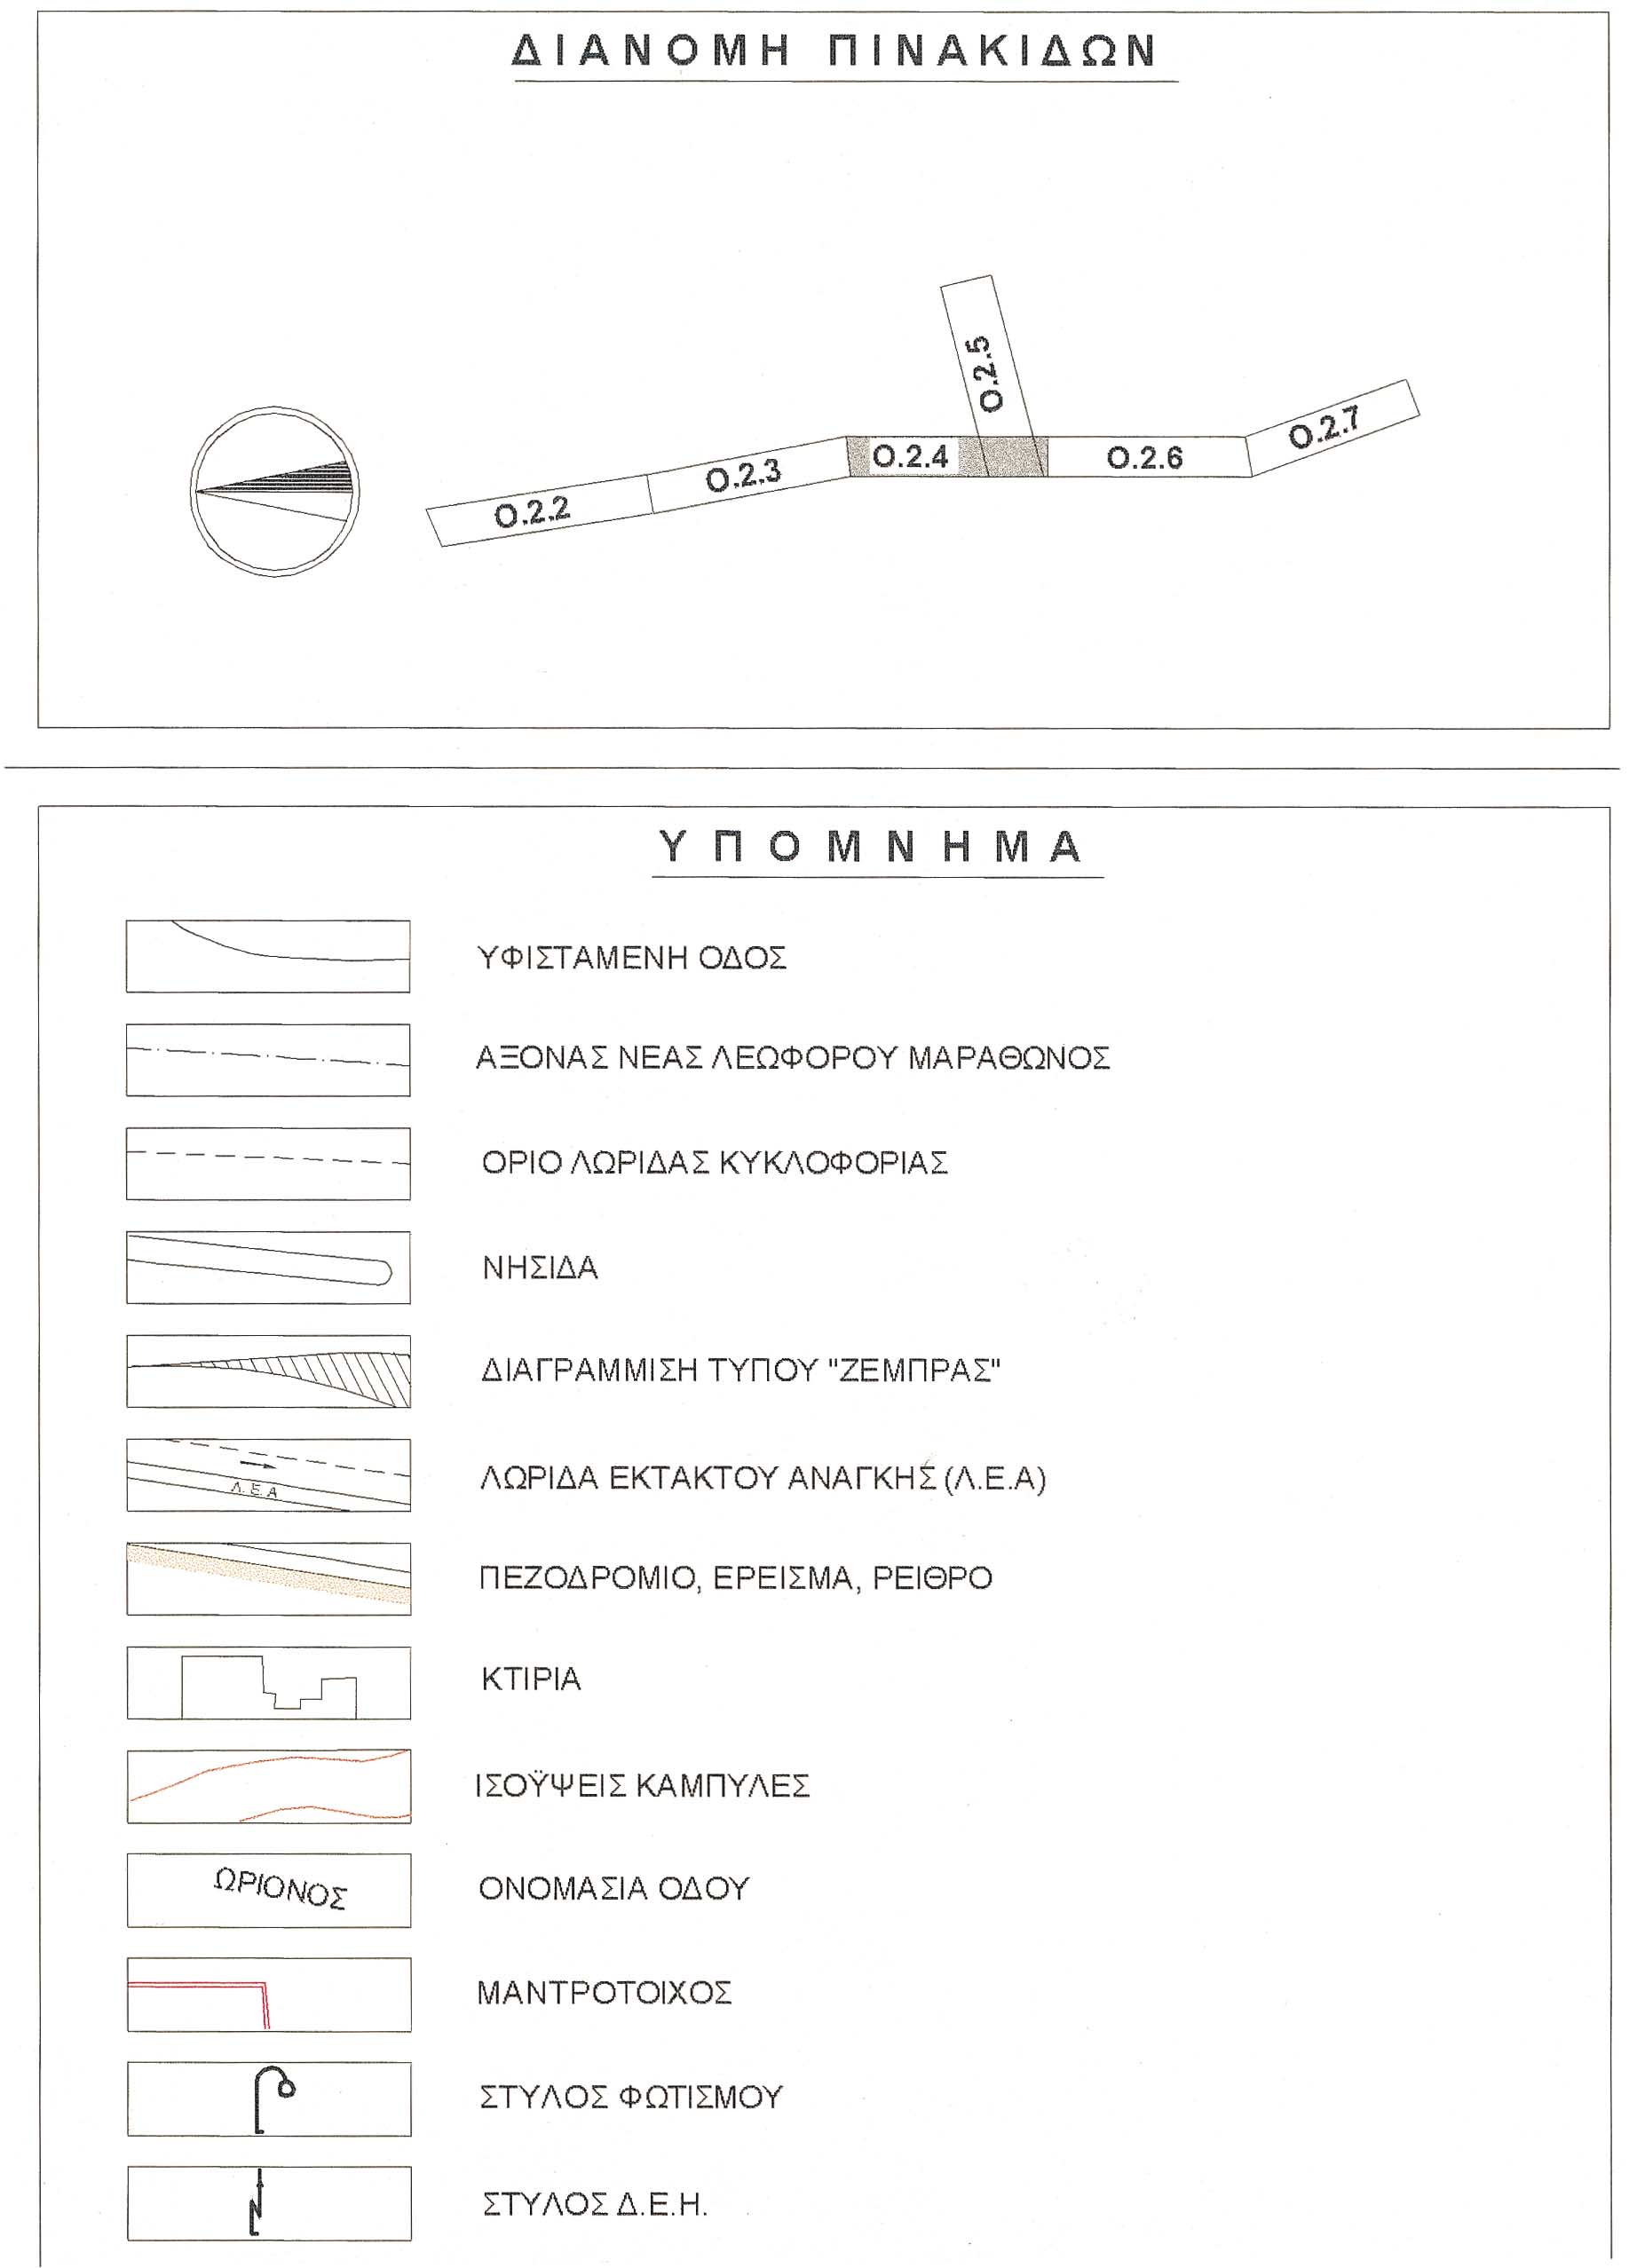 ΔΙΑΝΟΜΗ ΠΙΝΑΚΙΔΩΝ
Ο.2.2
Ο.2.3
Ο.2.4
Ο.2.5
Ο.2.6
Ο.2.7
ΥΠΟΜΝΗΜΑ
ΥΦΙΣΤΑΜΕΝΗ ΟΔΟΣ
ΑΞΟΝΑΣ ΝΕΑΣ ΛΕΩΦΟΡΟΥ ΜΑΡΑΘΩΝΟΣ
ΟΡΙΟ ΛΩΡΙΔΑΣ ΚΥΚΛΟΦΟΡΙΑΣ
ΝΗΣΙΔΑ
ΔΙΑΓΡΑΜΜΙΣΗ ΤΥΠΟΥ "ΖΕΜΠΡΑΣ"
Λ.Ε.Α
ΛΩΡΙΔΑ ΕΚΤΑΚΤΟΥ ΑΝΑΓΚΗΣ (Λ.Ε.Α)
ΠΕΖΟΔΡΟΜΙΟ, ΕΡΕΙΣΜΑ, ΡΕΙΘΡΟ
ΚΤΙΡΙΑ
ΙΣΟΫΨΕΙΣ ΚΑΜΠΥΛΕΣ
ΩΡΙΟΝΟΣ
ΟΝΟΜΑΣΙΑ ΟΔΟΥ
ΜΑΝΤΡΟΤΟΙΧΟΣ
ΣΤΥΛΟΣ ΦΩΤΙΣΜΟΥ
ΣΤΥΛΟΣ Δ.Ε.Η.